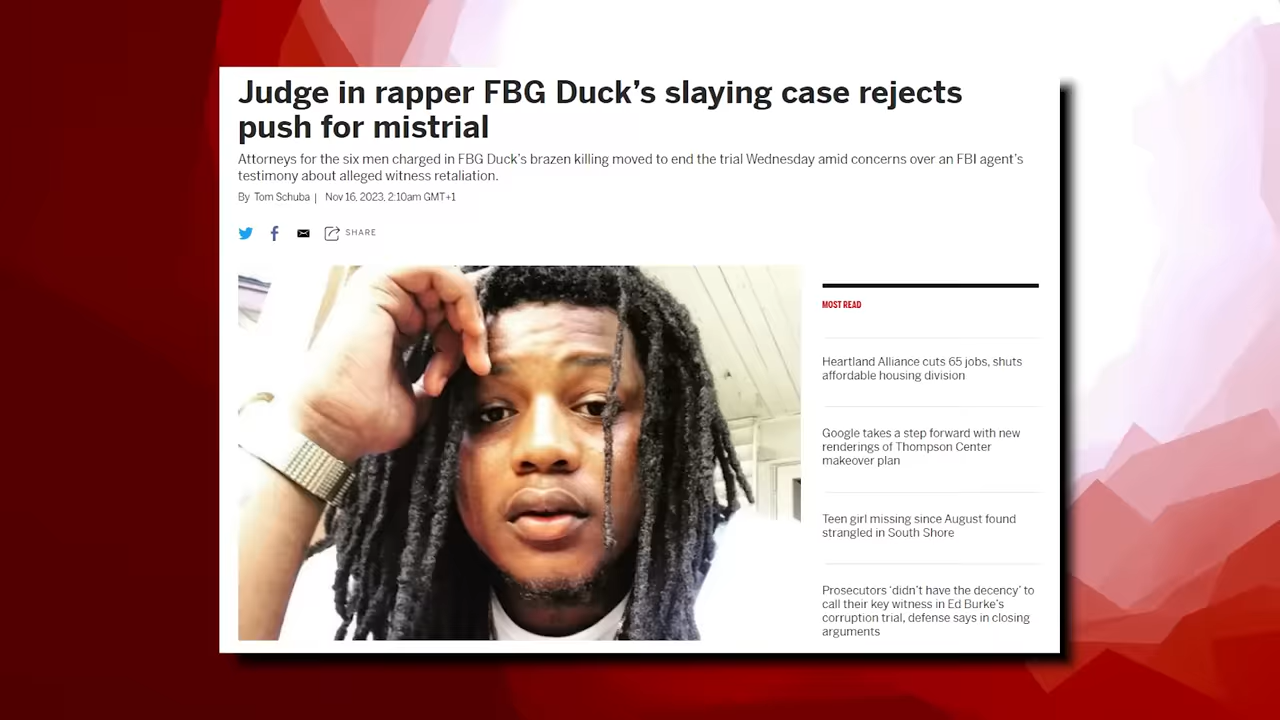 Judge in rapper FBG Duck's slaying case rejects
push for mistrial
Attorneys for the six men charged in FBG Duck's brazen killing moved to end the trial Wednesday amid concerns over an FBI agent's
testimony about alleged witness retaliation.
By Tom Schuba | Nov 16, 2023, 2:10am GMT+1
SHARE
MOST READ
Heartland Alliance cuts 65 jobs, shuts
affordable housing division
Google takes a step forward with new
renderings of Thompson Center
makeover plan
Teen girl missing since August found
strangled in South Shore
Prosecutors 'didn't have the decency' to
call their key witness in Ed Burke's
corruption trial, defense says in closing
arguments